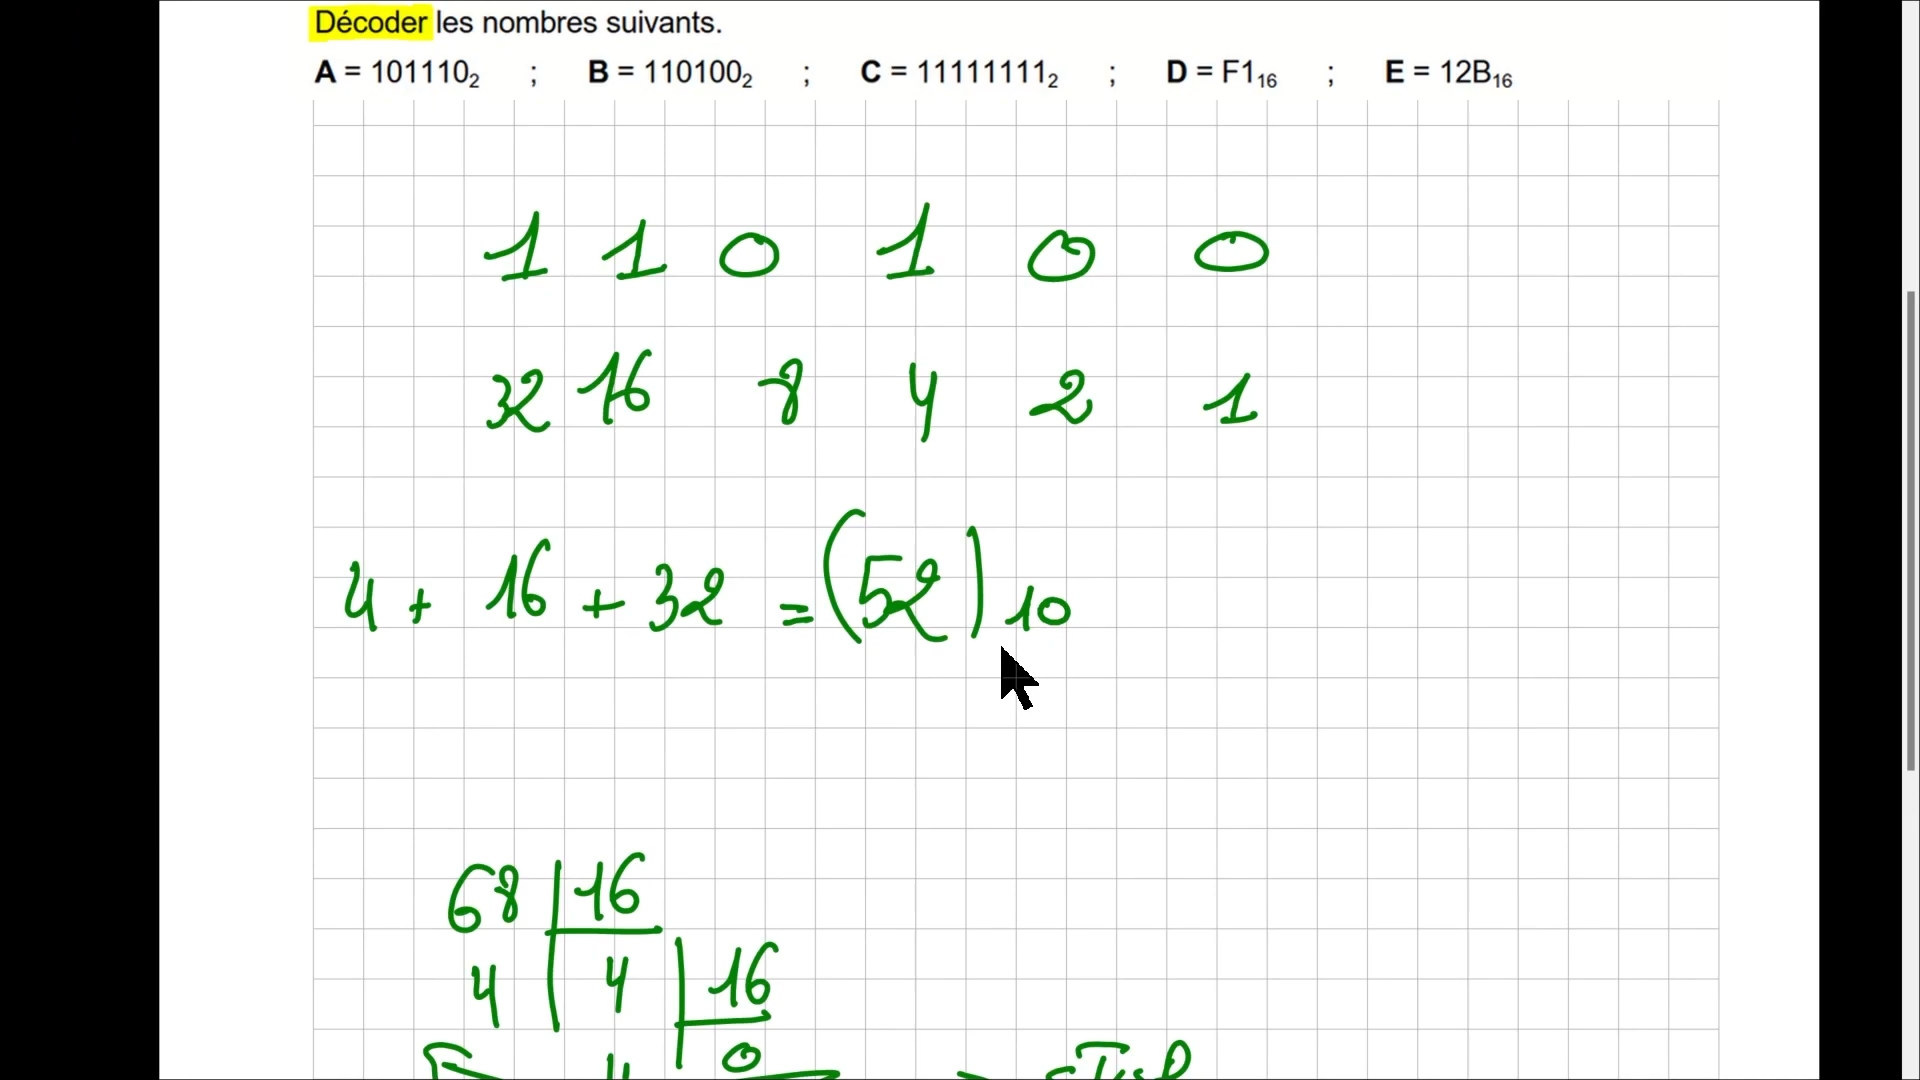 Décoder les nombres suivants.
A = 101110₂ ; B = 110100₂ ; C = 11111111₂ ; D = F1₁₆ ; E = 12B₁₆
1 1 0 1 0 0
32 16 8 4 2 1
4 + 16 + 32 = (52)10
68 16
4 4 16
4 0